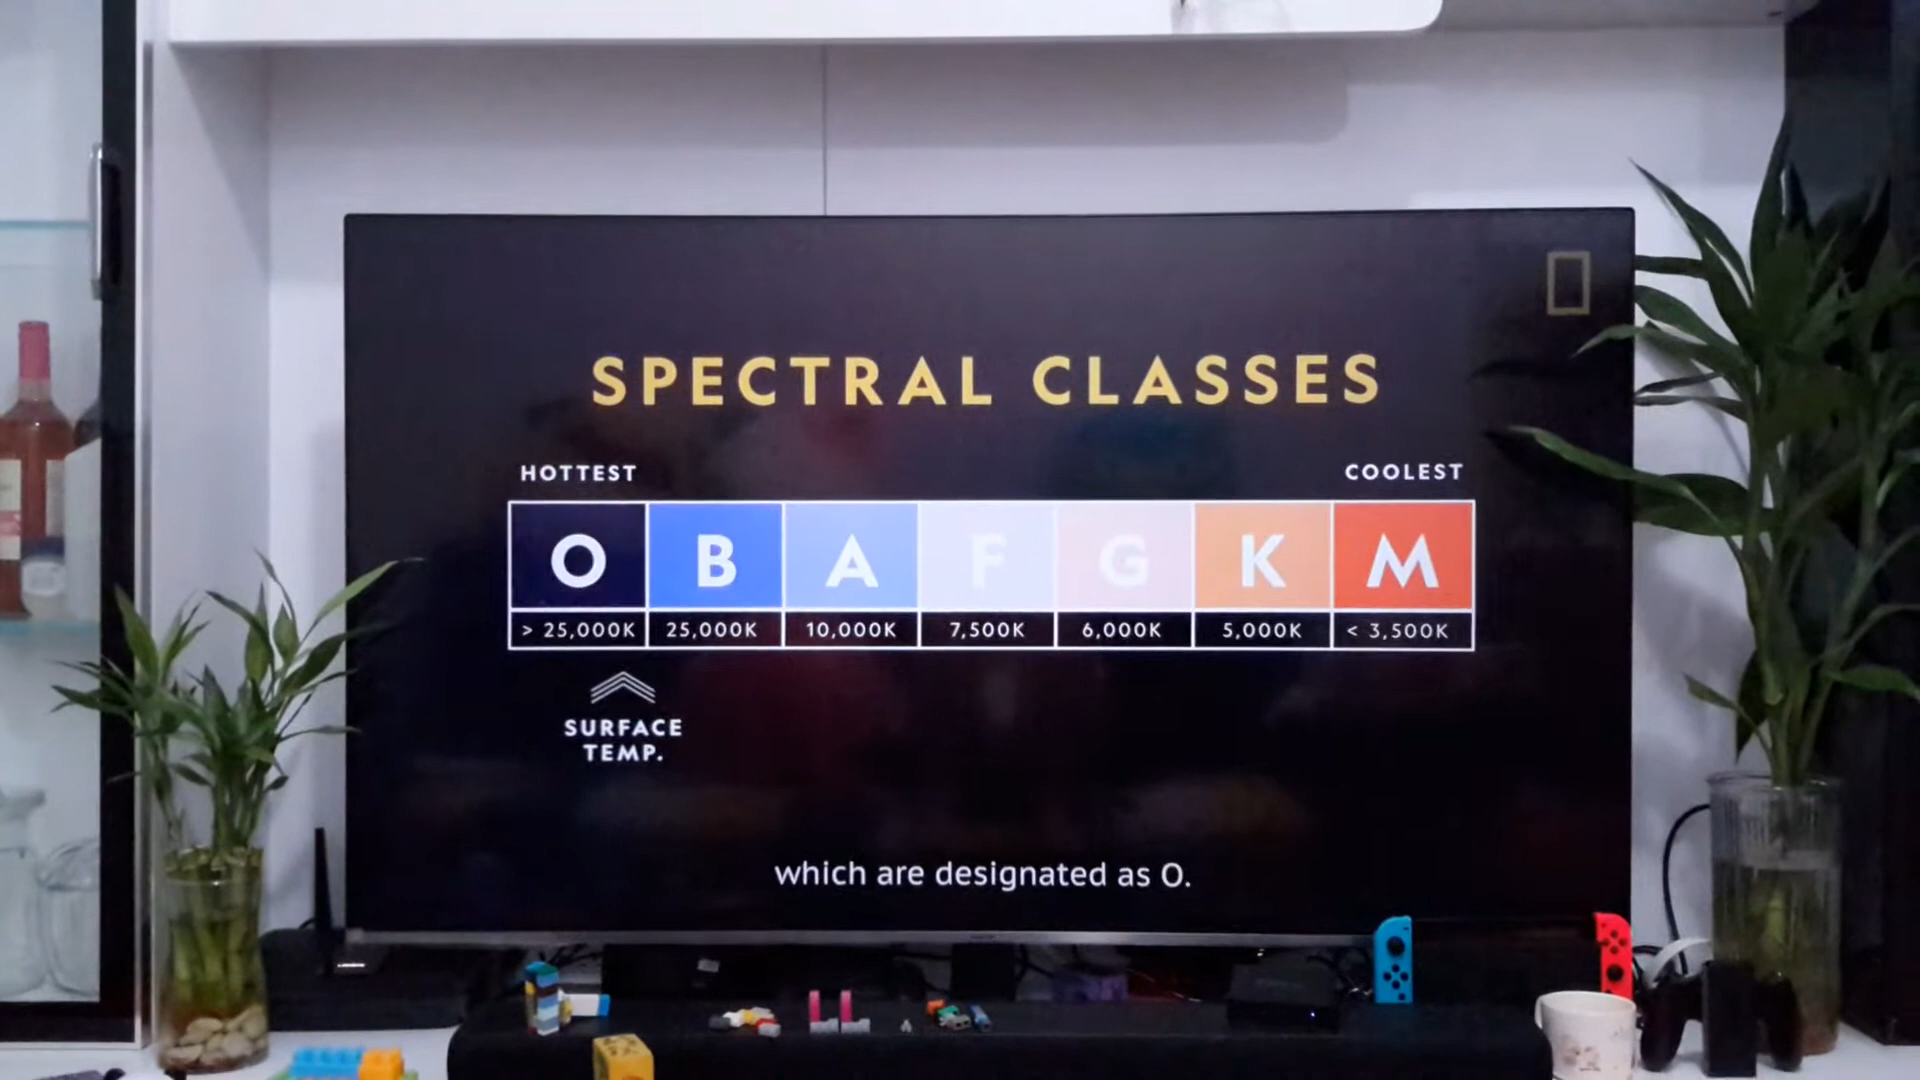 SPECTRAL CLASSES
HOTTEST COOLEST
O B A F G K M
> 25,000K 25,000K 10,000K 7,500K 6,000K 5,000K < 3,500K
SURFACE
TEMP.
which are designated as O.